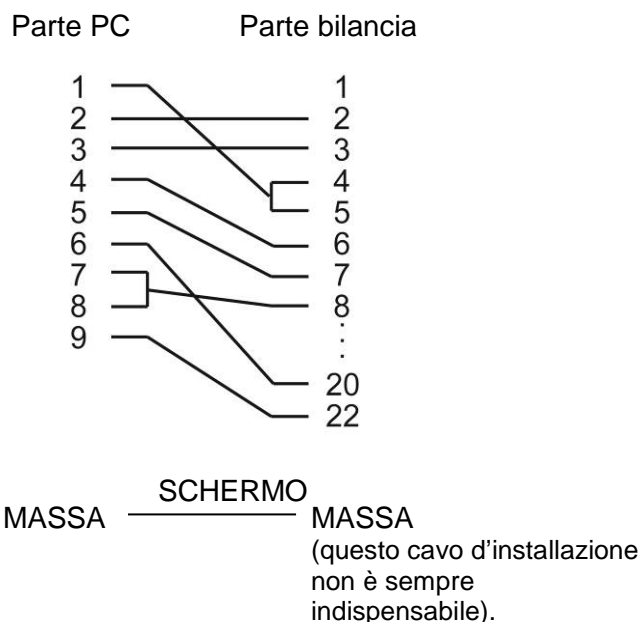 Parte PC Parte bilancia
1 1
2 2
3 3
4 4
5 5
6 6
7 7
8 8
9 ⋮
20
22
SCHERMO
MASSA MASSA
(questo cavo d'installazione
non è sempre
indispensabile).